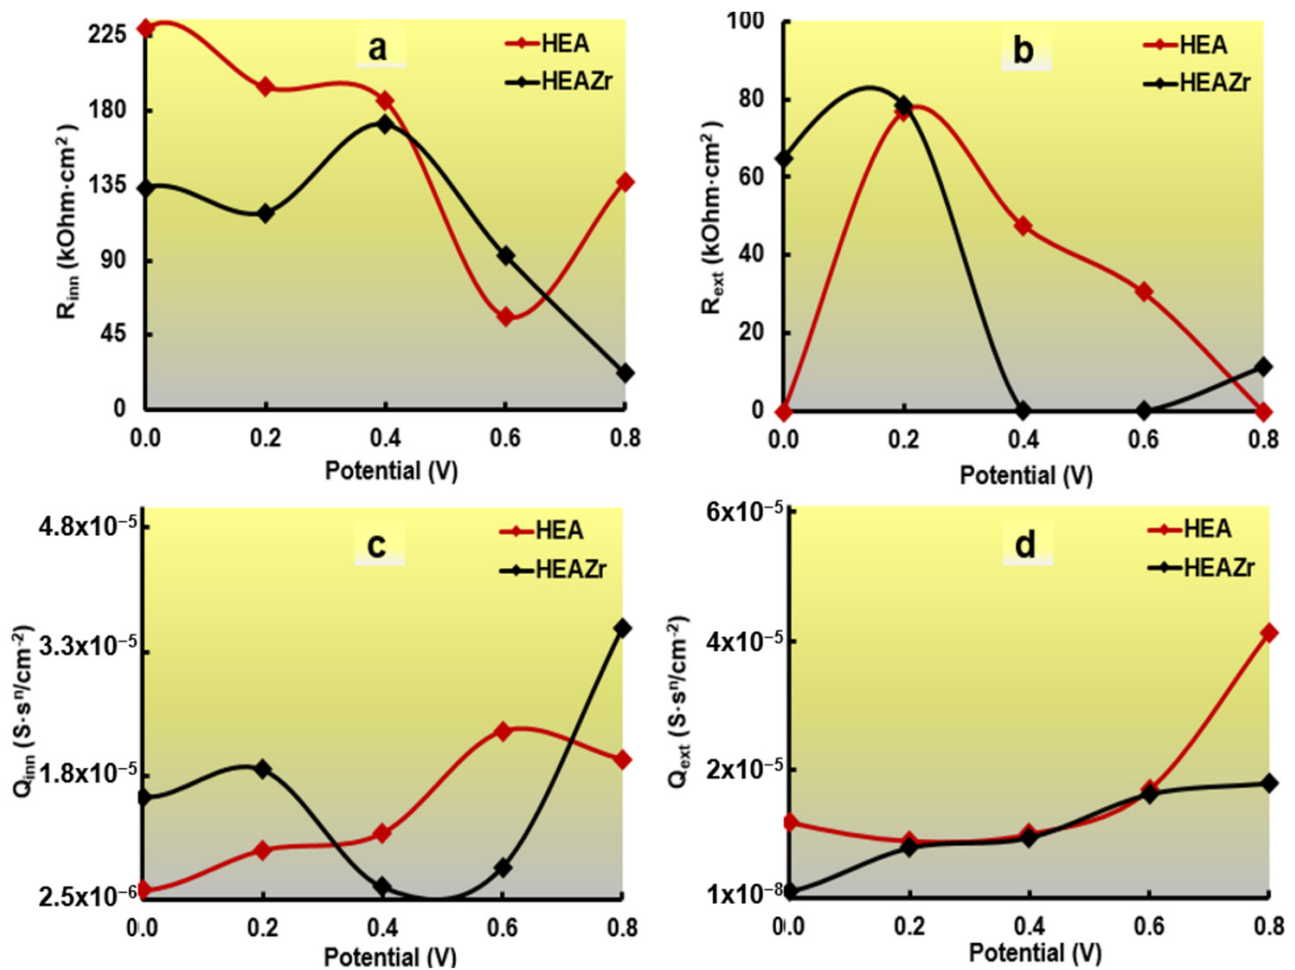 225
180
135
90
45
0
R_inn (kOhm·cm²)
a
HEA
HEAZr
0.0 0.2 0.4 0.6 0.8
Potential (V)
100
80
60
40
20
0
R_ext (kOhm·cm²)
b
HEA
HEAZr
0.0 0.2 0.4 0.6 0.8
Potential (V)
4.8x10⁻⁵
3.3x10⁻⁵
1.8x10⁻⁵
2.5x10⁻⁶
Q_inn (S·sⁿ/cm⁻²)
c
HEA
HEAZr
0.0 0.2 0.4 0.6 0.8
Potential (V)
6x10⁻⁵
4x10⁻⁵
2x10⁻⁵
1x10⁻⁸
Q_ext (S·sⁿ/cm⁻²)
d
HEA
HEAZr
0.0 0.2 0.4 0.6 0.8
Potential (V)